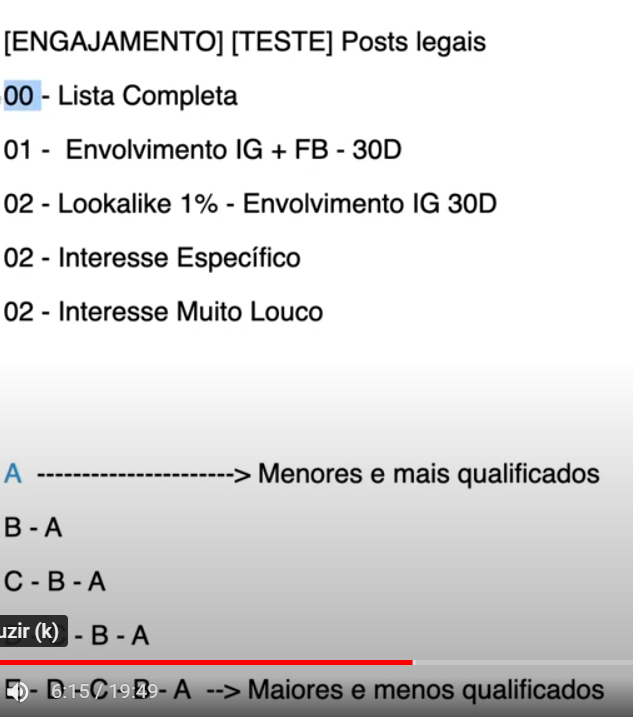 [ENGAJAMENTO] [TESTE] Posts legais
00 - Lista Completa
01 - Envolvimento IG + FB - 30D
02 - Lookalike 1% - Envolvimento IG 30D
02 - Interesse Específico
02 - Interesse Muito Louco
A ----------------------> Menores e mais qualificados
B - A
C - B - A
uzir (k) - B - A
E - D - C - B - A --> Maiores e menos qualificados
6:15 / 19:49